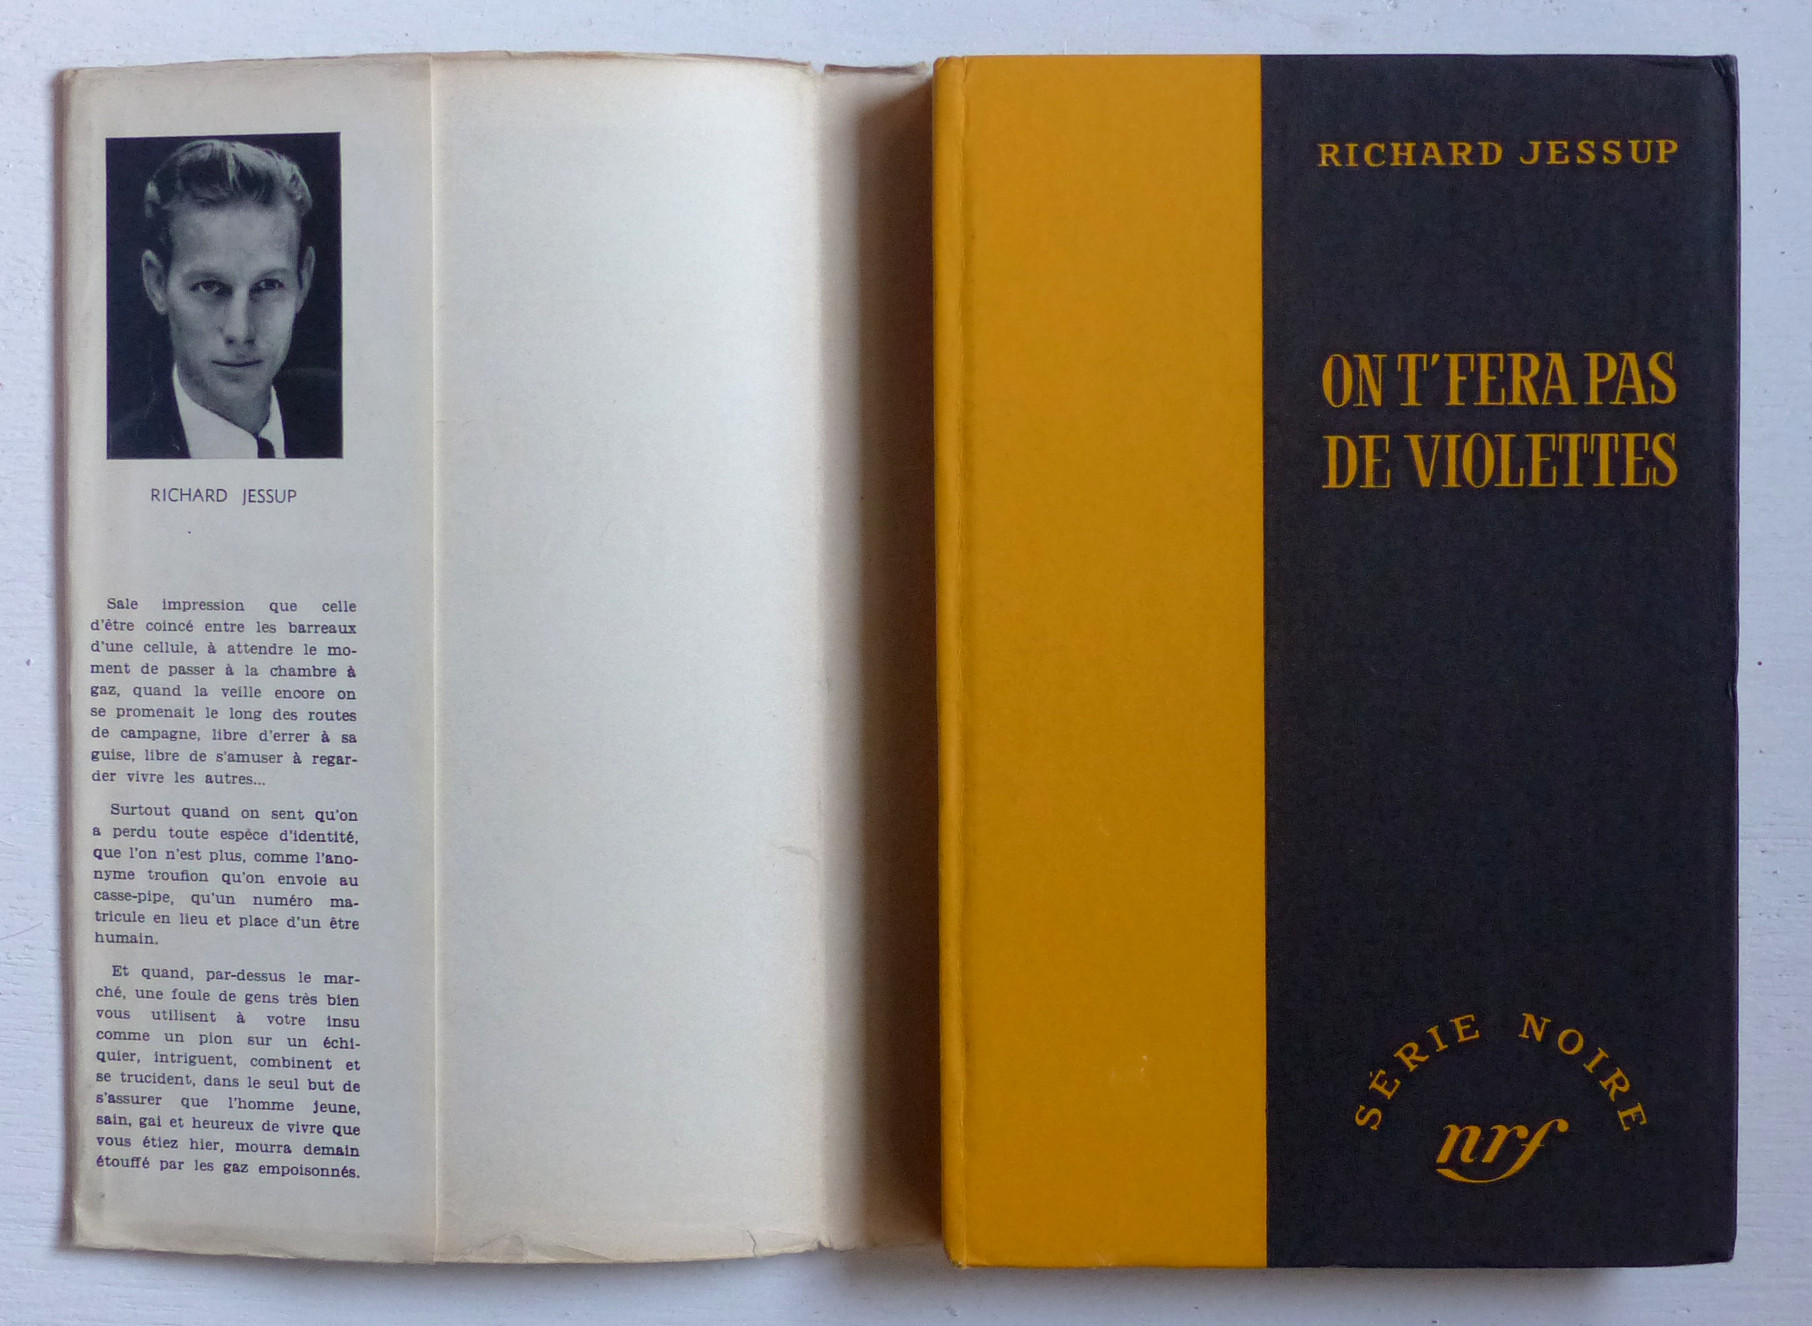 RICHARD JESSUP
Sale impression que celle
d'être coincé entre les barreaux
d'une cellule, à attendre le mo-
ment de passer à la chambre à
gaz, quand la veille encore on
se promenait le long des routes
de campagne, libre d'errer à sa
guise, libre de s'amuser à regar-
der vivre les autres...
Surtout quand on sent qu'on
a perdu toute espèce d'identité,
que l'on n'est plus, comme l'ano-
nyme troufion qu'on envoie au
casse-pipe, qu'un numéro ma-
tricule en lieu et place d'un être
humain.
Et quand, par-dessus le mar-
ché, une foule de gens très bien
vous utilisent à votre insu
comme un pion sur un échi-
quier, intriguent, combinent et
se trucident, dans le seul but de
s'assurer que l'homme jeune,
sain, gai et heureux de vivre que
vous étiez hier, mourra demain
étouffé par les gaz empoisonnés.
RICHARD JESSUP
ON T'FERA PAS
DE VIOLETTES
SÉRIE NOIRE
nrf